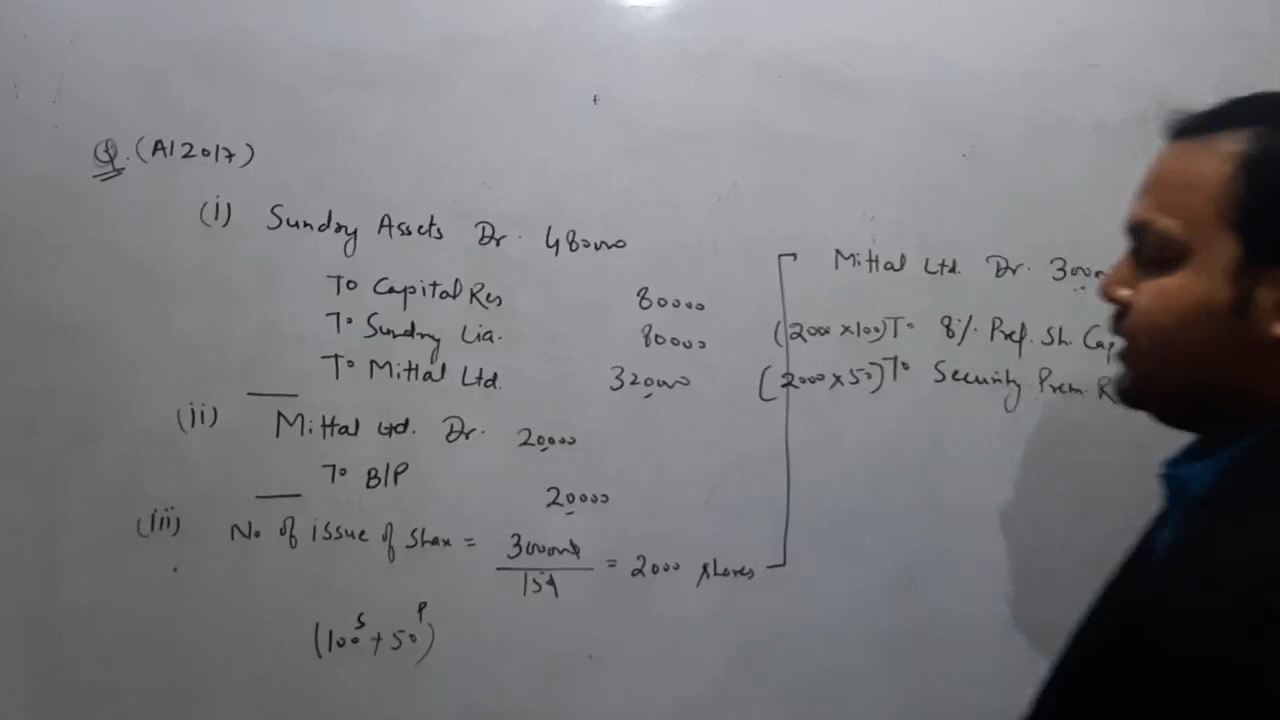 Q. (AI 2017)
(i) Sundry Assets Dr. 480000
To Capital Res 80000
To Sundry Lia. 80000
To Mittal Ltd. 320000
(ii) Mittal Ltd. Dr. 20000
To B/P 20000
(iii) No. of issue of Share = 300000 / 150 = 2000 shares
(100 S + 50 P)
Mittal Ltd. Dr.
(2000 x 100) To 8% Pref. Sh. Cap
(2000 x 50) To Security Prem. R